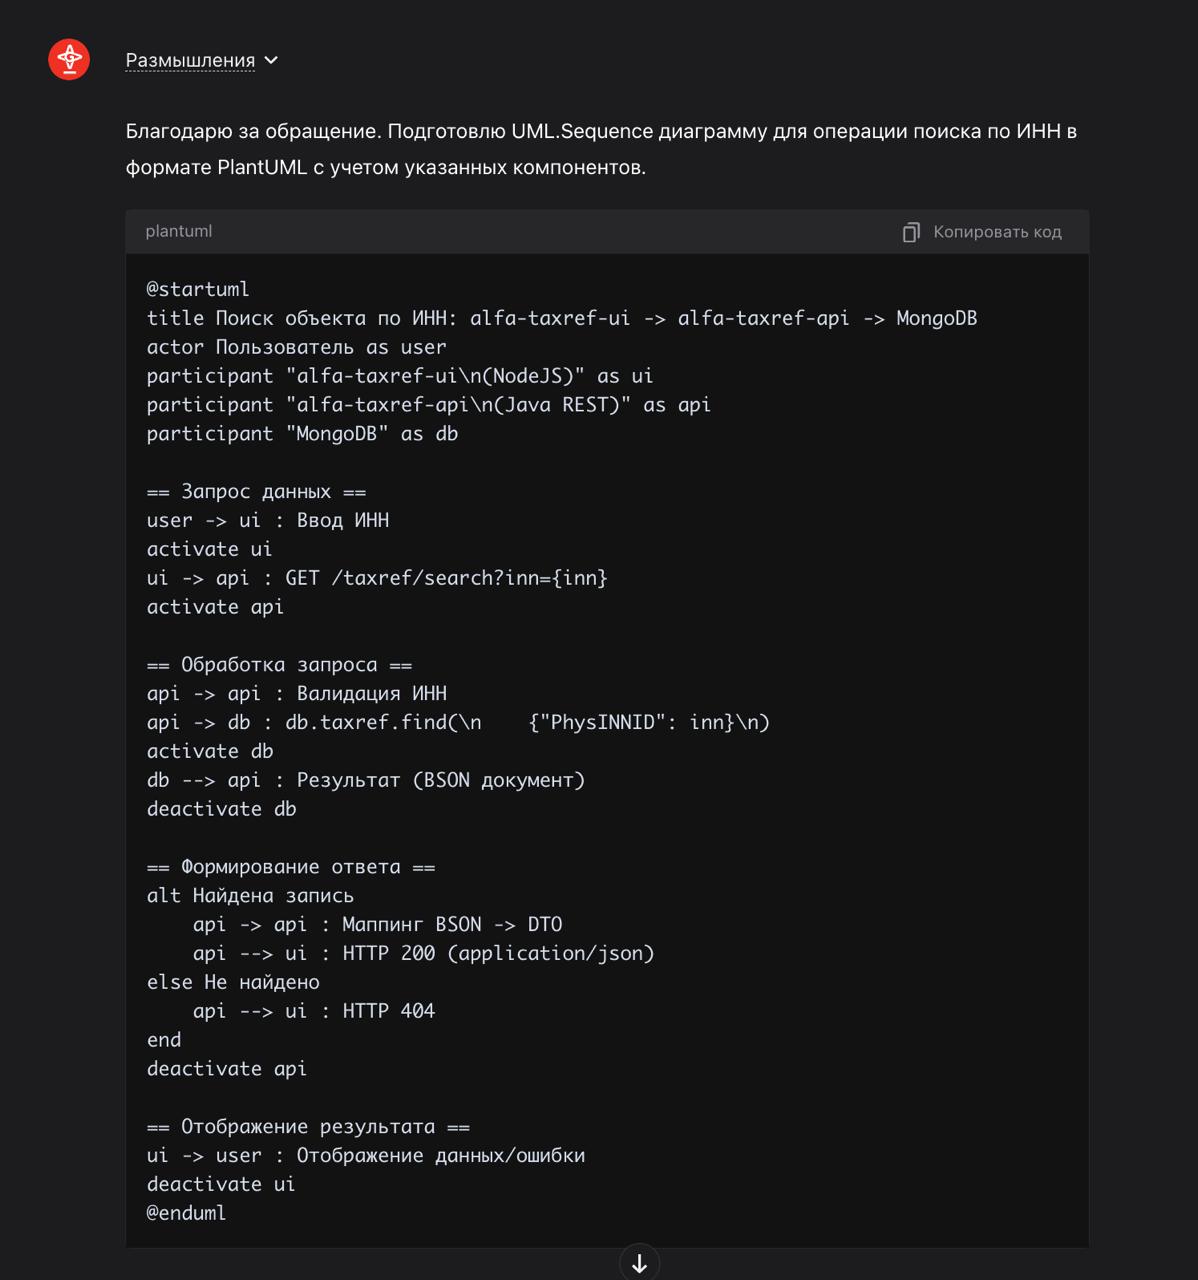 Размышления
Благодарю за обращение. Подготовлю UML.Sequence диаграмму для операции поиска по ИНН в
формате PlantUML с учетом указанных компонентов.
plantuml
Копировать код
@startuml
title Поиск объекта по ИНН: alfa-taxref-ui -> alfa-taxref-api -> MongoDB
actor Пользователь as user
participant "alfa-taxref-ui\n(NodeJS)" as ui
participant "alfa-taxref-api\n(Java REST)" as api
participant "MongoDB" as db

== Запрос данных ==
user -> ui : Ввод ИНН
activate ui
ui -> api : GET /taxref/search?inn={inn}
activate api

== Обработка запроса ==
api -> api : Валидация ИНН
api -> db : db.taxref.find(\n    {"PhysINNID": inn}\n)
activate db
db --> api : Результат (BSON документ)
deactivate db

== Формирование ответа ==
alt Найдена запись
    api -> api : Маппинг BSON -> DTO
    api --> ui : HTTP 200 (application/json)
else Не найдено
    api --> ui : HTTP 404
end
deactivate api

== Отображение результата ==
ui -> user : Отображение данных/ошибки
deactivate ui
@enduml